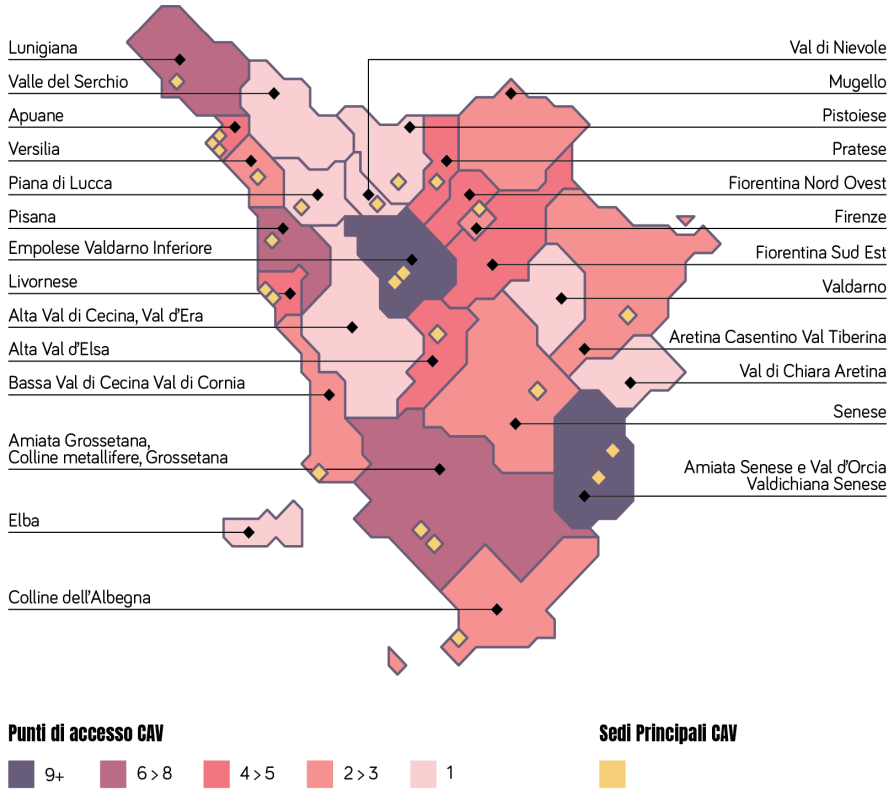 Lunigiana
Valle del Serchio
Apuane
Versilia
Piana di Lucca
Pisana
Empolese Valdarno Inferiore
Livornese
Alta Val di Cecina, Val d'Era
Alta Val d'Elsa
Bassa Val di Cecina Val di Cornia
Amiata Grossetana,
Colline metallifere, Grossetana
Elba
Colline dell'Albegna
Val di Nievole
Mugello
Pistoiese
Pratese
Fiorentina Nord Ovest
Firenze
Fiorentina Sud Est
Valdarno
Aretina Casentino Val Tiberina
Val di Chiara Aretina
Senese
Amiata Senese e Val d'Orcia
Valdichiana Senese
Punti di accesso CAV
9+
6 > 8
4 > 5
2 > 3
1
Sedi Principali CAV